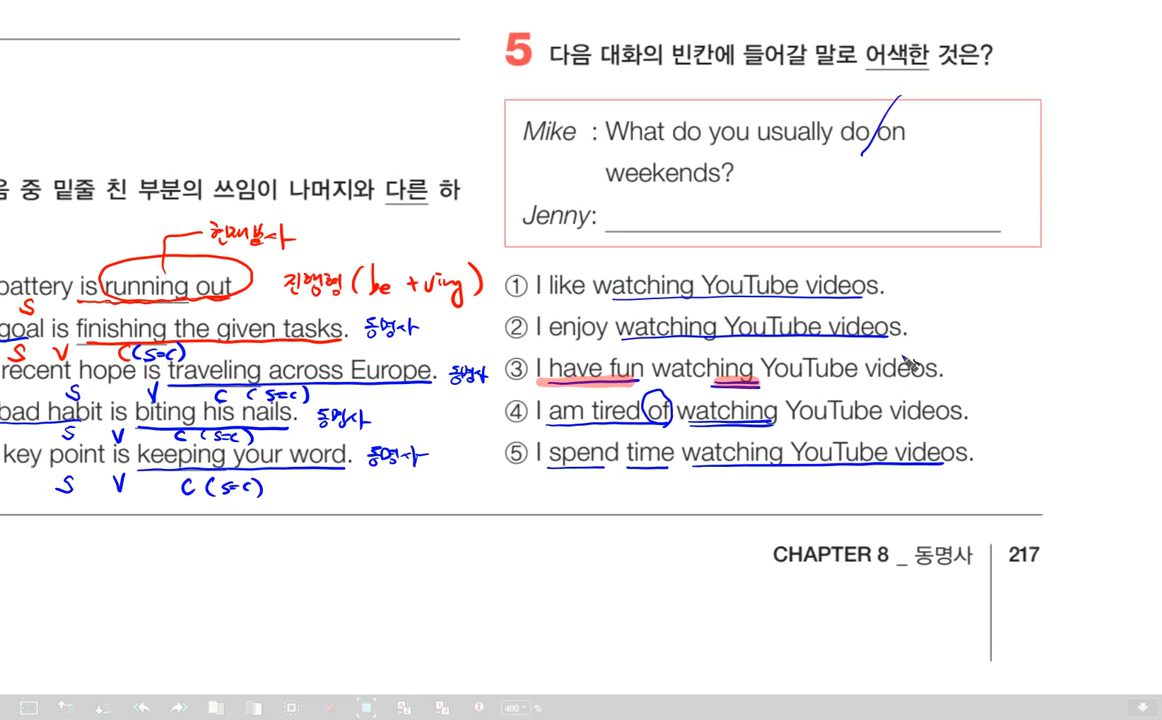 음 중 밑줄 친 부분의 쓰임이 나머지와 다른 하
현재분사
battery is running out
진행형 (be + ving)
S
goal is finishing the given tasks. 동명사
S V C (S=C)
recent hope is traveling across Europe. 동명사
S V C (S=C)
bad habit is biting his nails. 동명사
S V C (S=C)
key point is keeping your word. 동명사
S V C (S=C)
5 다음 대화의 빈칸에 들어갈 말로 어색한 것은?
Mike : What do you usually do / on
weekends?
Jenny:
① I like watching YouTube videos.
② I enjoy watching YouTube videos.
③ I have fun watching YouTube videos.
④ I am tired of watching YouTube videos.
⑤ I spend time watching YouTube videos.
CHAPTER 8 _ 동명사 217
400 %